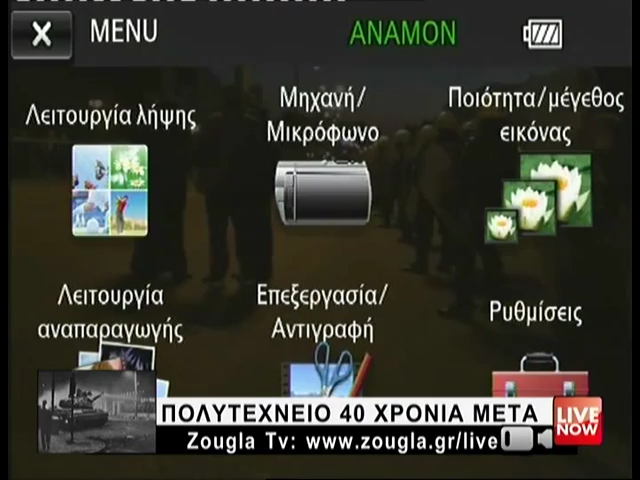 MENU
ΑΝΑΜΟΝ
Λειτουργία λήψης
Μηχανή/
Μικρόφωνο
Ποιότητα/μέγεθος
εικόνας
Λειτουργία
αναπαραγωγής
Επεξεργασία/
Αντιγραφή
Ρυθμίσεις
ΠΟΛΥΤΕΧΝΕΙΟ 40 ΧΡΟΝΙΑ ΜΕΤΑ
LIVE
NOW
Zougla Tv: www.zougla.gr/live